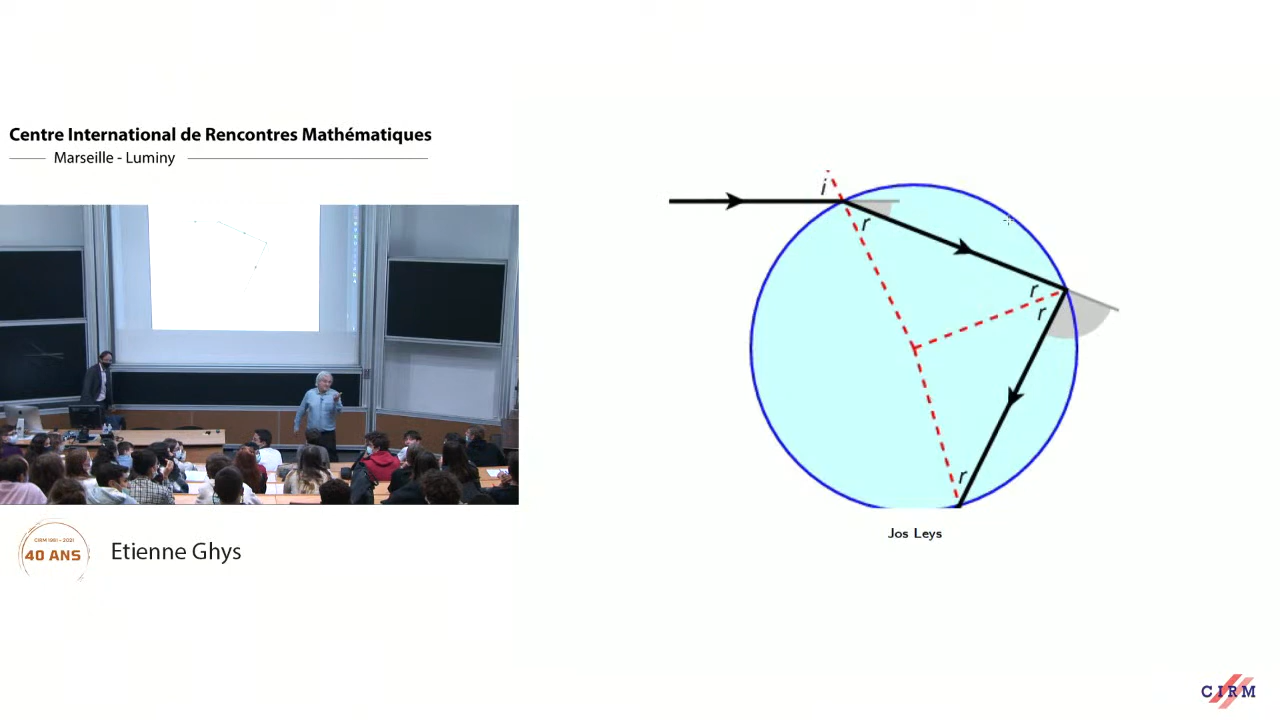 Centre International de Rencontres Mathématiques
Marseille - Luminy
CIRM 1981 - 2021
40 ANS
Etienne Ghys
i
r
r
r
r
Jos Leys
CIRM